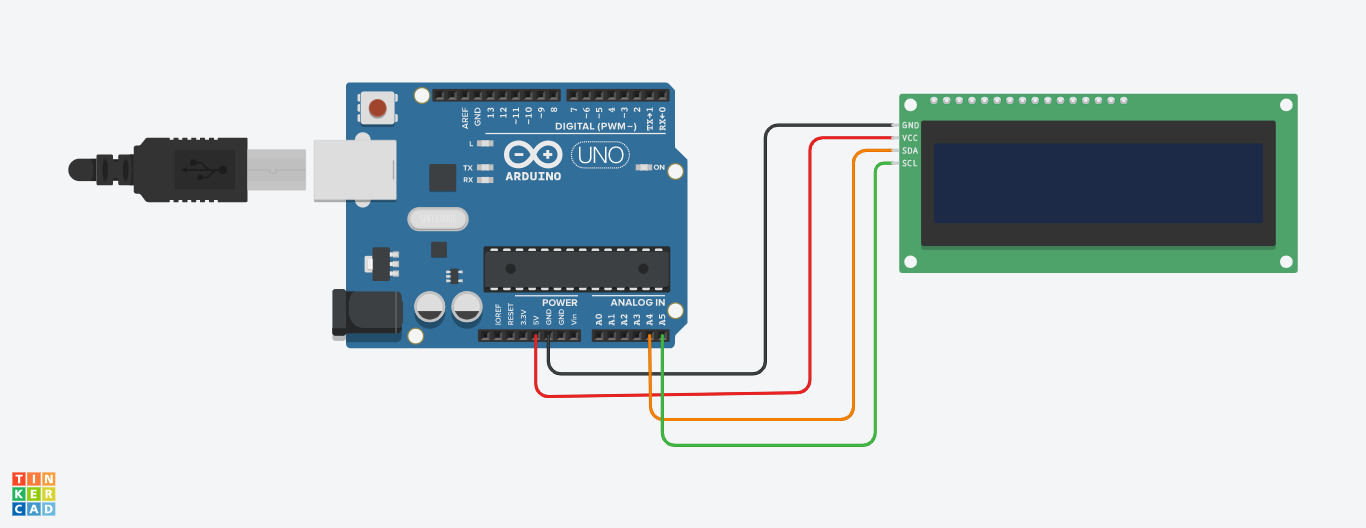 AREF
GND
13
12
~11
~10
~9
8
7
~6
~5
4
~3
2
TX→1
RX←0
DIGITAL (PWM~)
L
TX
RX
UNO
ON
ARDUINO
GND
VCC
SDA
SCL
POWER
ANALOG IN
IOREF
RESET
3.3V
5V
GND
GND
Vin
A0
A1
A2
A3
A4
A5
TIN
KER
CAD